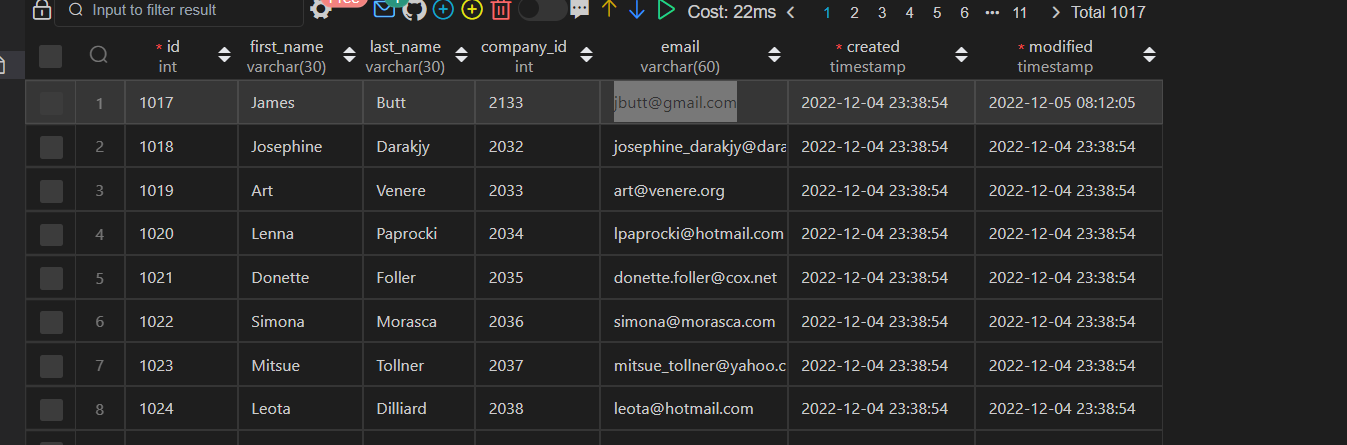 Input to filter result Free 1 Cost: 22ms 1 2 3 4 5 6 ••• 11 Total 1017
* id first_name last_name company_id email * created * modified
int varchar(30) varchar(30) int varchar(60) timestamp timestamp
1 1017 James Butt 2133 jbutt@gmail.com 2022-12-04 23:38:54 2022-12-05 08:12:05
2 1018 Josephine Darakjy 2032 josephine_darakjy@dara 2022-12-04 23:38:54 2022-12-04 23:38:54
3 1019 Art Venere 2033 art@venere.org 2022-12-04 23:38:54 2022-12-04 23:38:54
4 1020 Lenna Paprocki 2034 lpaprocki@hotmail.com 2022-12-04 23:38:54 2022-12-04 23:38:54
5 1021 Donette Foller 2035 donette.foller@cox.net 2022-12-04 23:38:54 2022-12-04 23:38:54
6 1022 Simona Morasca 2036 simona@morasca.com 2022-12-04 23:38:54 2022-12-04 23:38:54
7 1023 Mitsue Tollner 2037 mitsue_tollner@yahoo.c 2022-12-04 23:38:54 2022-12-04 23:38:54
8 1024 Leota Dilliard 2038 leota@hotmail.com 2022-12-04 23:38:54 2022-12-04 23:38:54